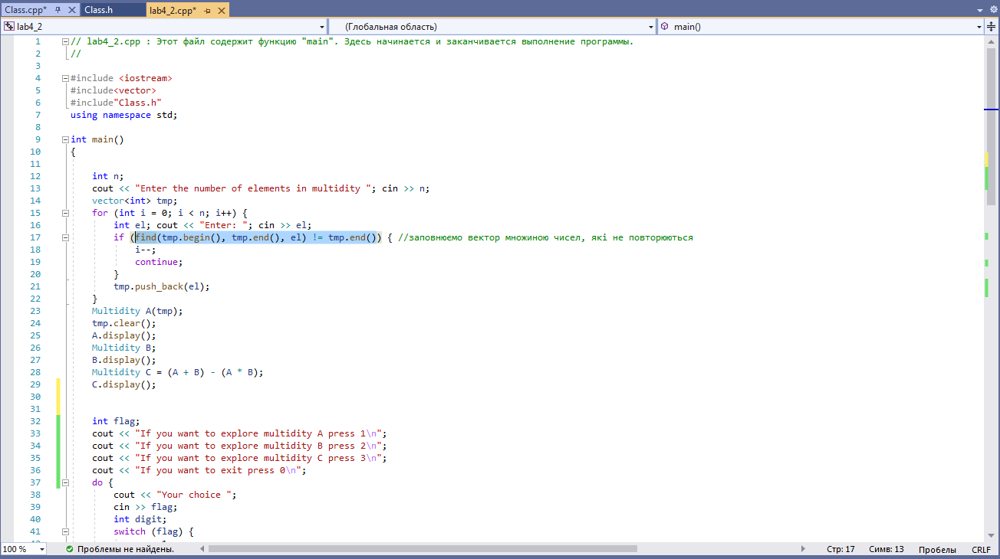 Class.cpp* Class.h lab4_2.cpp*
lab4_2 (Глобальная область) main()
1 // lab4_2.cpp : Этот файл содержит функцию "main". Здесь начинается и заканчивается выполнение программы.
2 //
3
4 #include <iostream>
5 #include<vector>
6 #include"Class.h"
7 using namespace std;
8
9 int main()
10 {
11
12 int n;
13 cout << "Enter the number of elements in multidity "; cin >> n;
14 vector<int> tmp;
15 for (int i = 0; i < n; i++) {
16 int el; cout << "Enter: "; cin >> el;
17 if (find(tmp.begin(), tmp.end(), el) != tmp.end()) { //заповнюємо вектор множиною чисел, які не повторюються
18 i--;
19 continue;
20 }
21 tmp.push_back(el);
22 }
23 Multidity A(tmp);
24 tmp.clear();
25 A.display();
26 Multidity B;
27 B.display();
28 Multidity C = (A + B) - (A * B);
29 C.display();
30
31
32 int flag;
33 cout << "If you want to explore multidity A press 1\n";
34 cout << "If you want to explore multidity B press 2\n";
35 cout << "If you want to explore multidity C press 3\n";
36 cout << "If you want to exit press 0\n";
37 do {
38 cout << "Your choice ";
39 cin >> flag;
40 int digit;
41 switch (flag) {
100 % Проблемы не найдены. Стр: 17 Симв: 13 Пробелы CRLF